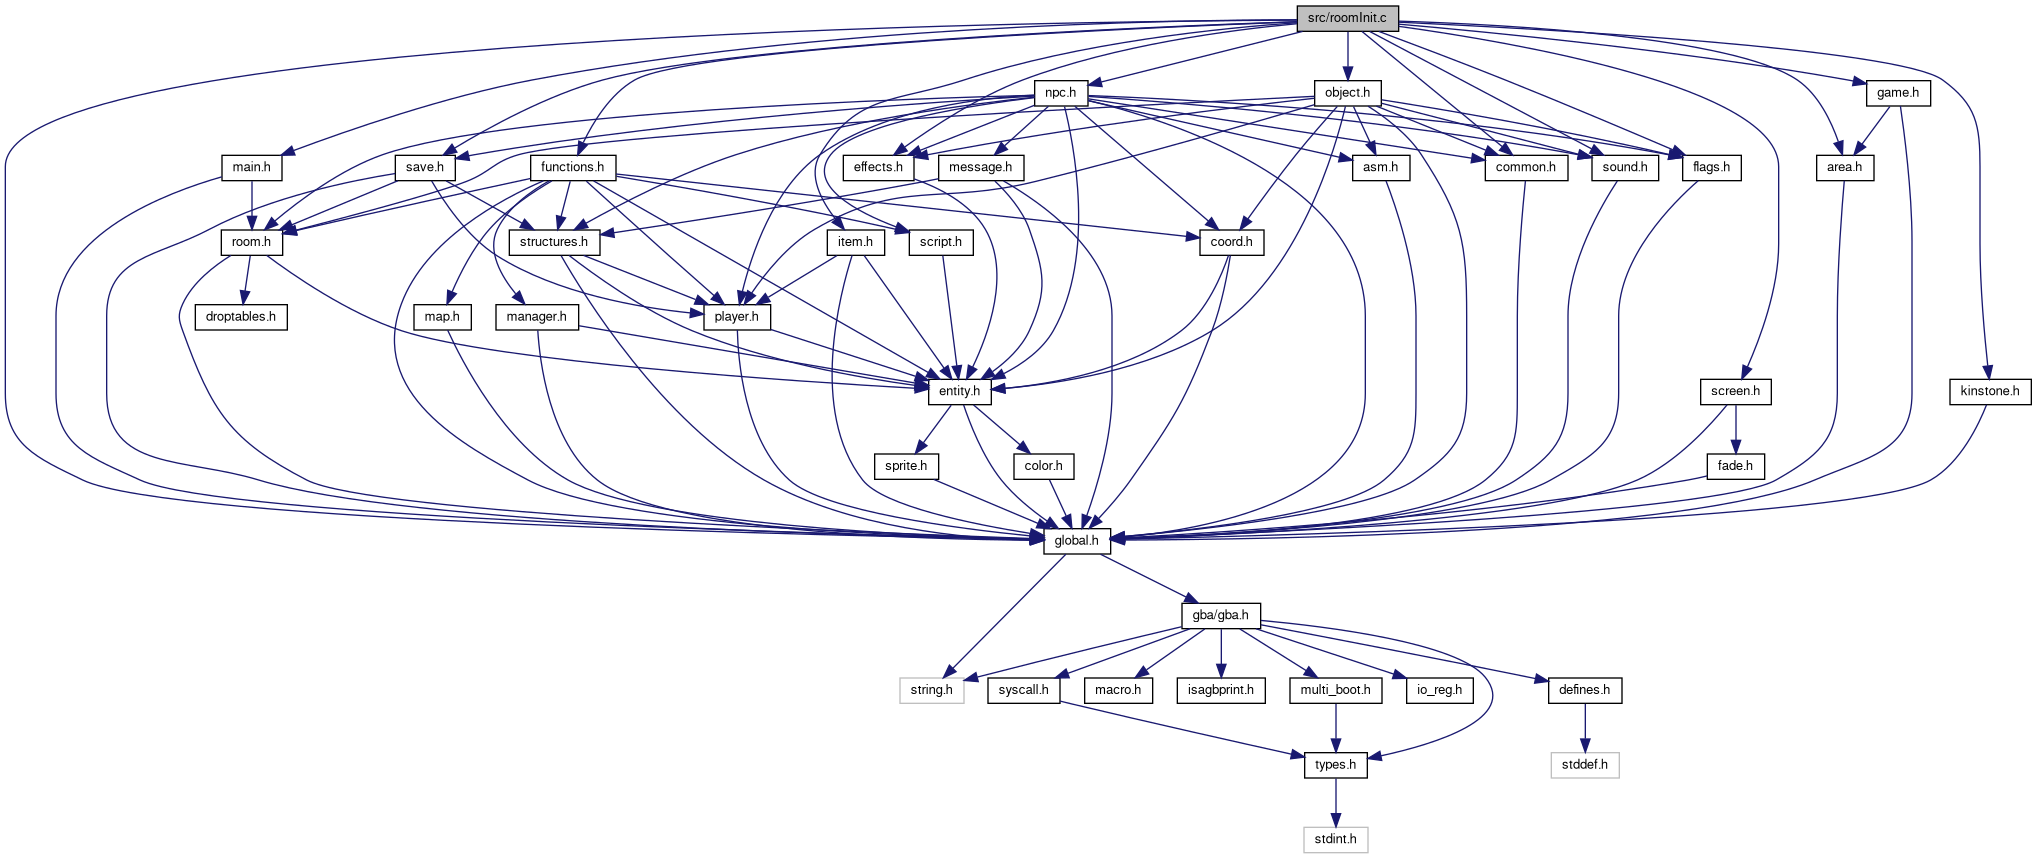 src/roomInit.c
npc.h
object.h
game.h
main.h
save.h
functions.h
effects.h
message.h
asm.h
common.h
sound.h
flags.h
area.h
room.h
structures.h
item.h
script.h
coord.h
droptables.h
map.h
manager.h
player.h
entity.h
screen.h
kinstone.h
sprite.h
color.h
fade.h
global.h
gba/gba.h
string.h
syscall.h
macro.h
isagbprint.h
multi_boot.h
io_reg.h
defines.h
types.h
stddef.h
stdint.h